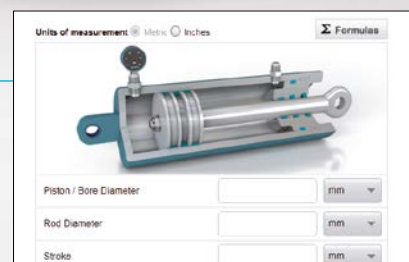 Units of measurement Metric Inches
Σ Formulas
Piston / Bore Diameter mm
Rod Diameter mm
Stroke mm